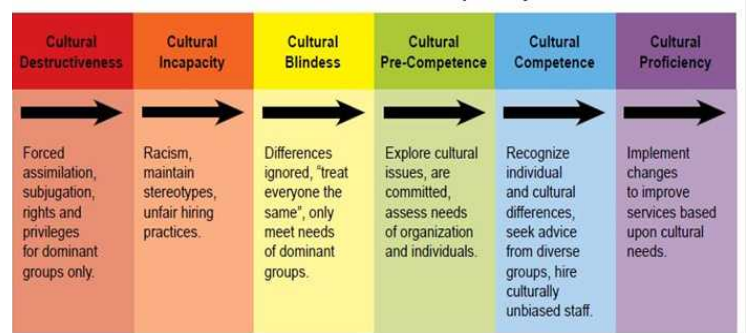 Cultural
Destructiveness
Forced
assimilation,
subjugation,
rights and
privileges
for dominant
groups only.
Cultural
Incapacity
Racism,
maintain
stereotypes,
unfair hiring
practices.
Cultural
Blindess
Differences
ignored, “treat
everyone the
same”, only
meet needs
of dominant
groups.
Cultural
Pre-Competence
Explore cultural
issues, are
committed,
assess needs
of organization
and individuals.
Cultural
Competence
Recognize
individual
and cultural
differences,
seek advice
from diverse
groups, hire
culturally
unbiased staff.
Cultural
Proficiency
Implement
changes
to improve
services based
upon cultural
needs.